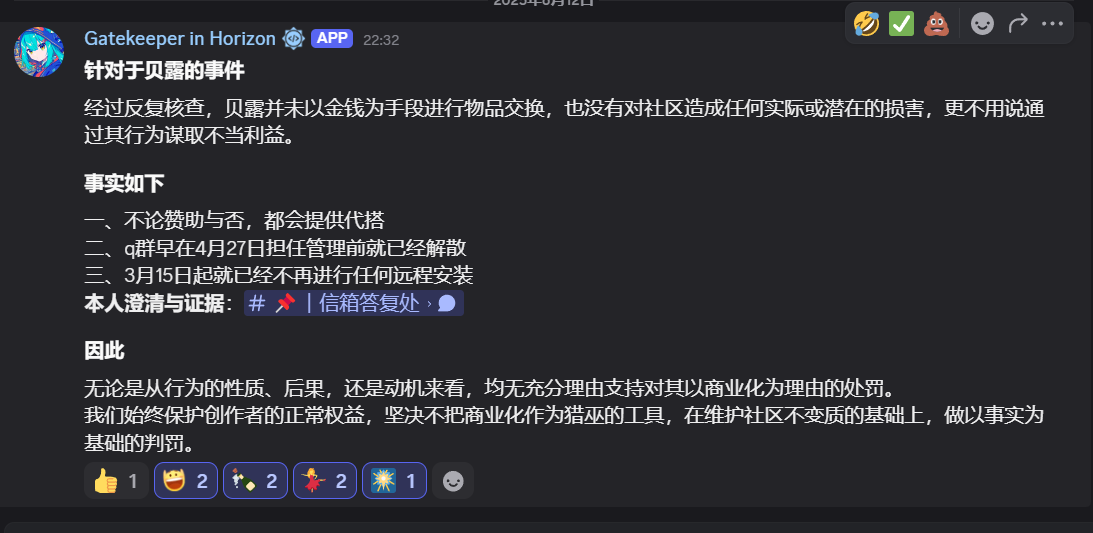 2025年6月12日
Gatekeeper in Horizon APP 22:32
针对于贝露的事件
经过反复核查，贝露并未以金钱为手段进行物品交换，也没有对社区造成任何实际或潜在的损害，更不用说通
过其行为谋取不当利益。
事实如下
一、不论赞助与否，都会提供代搭
二、q群早在4月27日担任管理前就已经解散
三、3月15日起就已经不再进行任何远程安装
本人澄清与证据：# 📌｜信箱答复处 ›
因此
无论是从行为的性质、后果，还是动机来看，均无充分理由支持对其以商业化为理由的处罚。
我们始终保护创作者的正常权益，坚决不把商业化作为猎巫的工具，在维护社区不变质的基础上，做以事实为
基础的判罚。
1 2 2 2 1